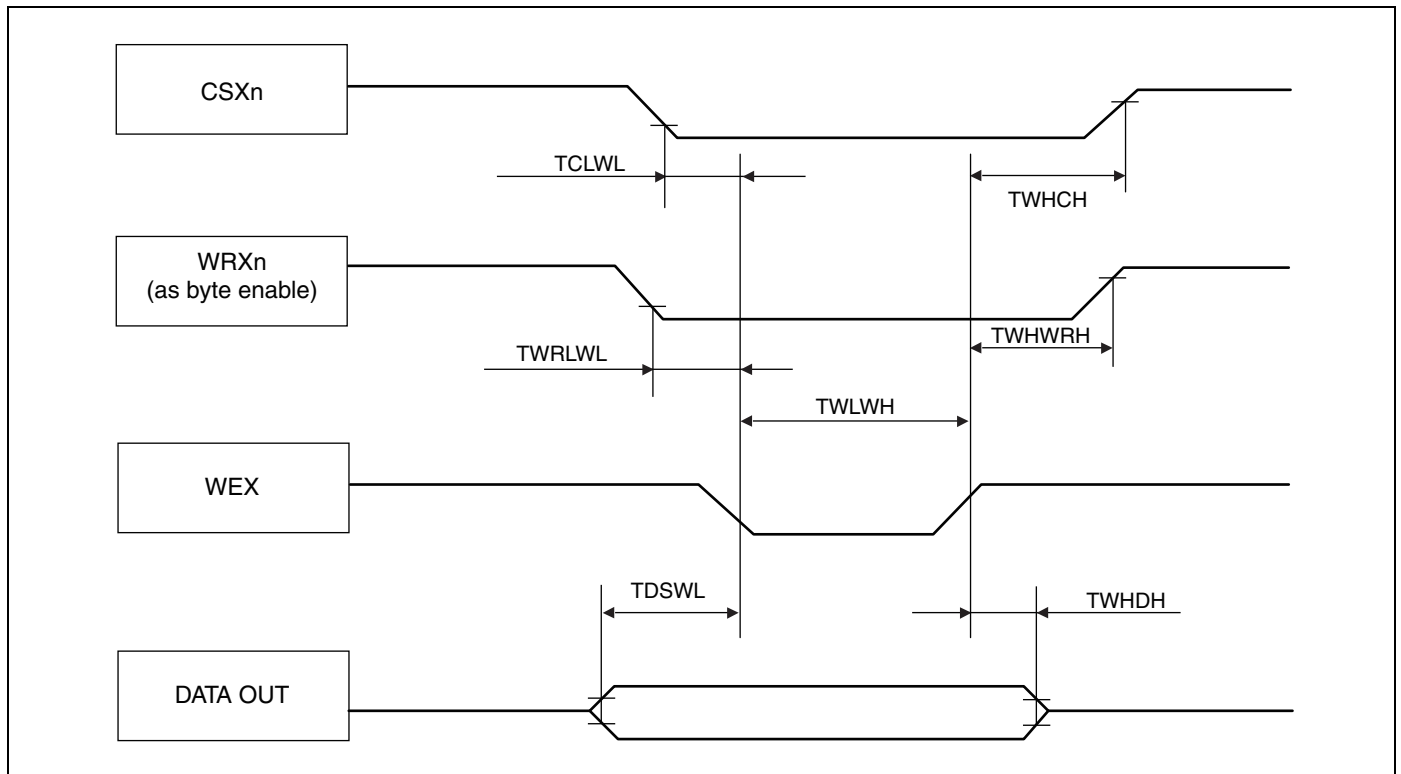 CSXn
TCLWL
TWHCH
WRXn
(as byte enable)
TWRLWL
TWHWRH
TWLWH
WEX
TDSWL
TWHDH
DATA OUT